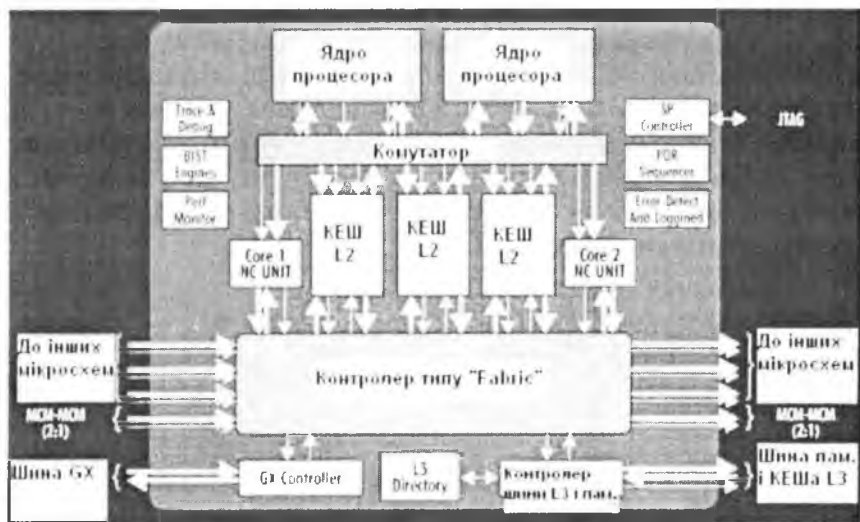 Ядро
процесора
Ядро
процесора
Trace &
Debug
SP
Controller
JTAG
Комутатор
BIST
Engines
POR
Sequencer
Perf
Monitor
Error Detect
And Loggined
КЕШ
L2
КЕШ
L2
КЕШ
L2
Core 1
NC UNIT
Core 2
NC UNIT
До інших
мікросхем
Контролер типу "Fabric"
До інших
мікросхем
MCM-MCM
(2:1)
MCM-MCM
(2:1)
Шина GX
GX Controller
L3
Directory
Контролер
шини L3 і пам.
Шина пам.
і КЕШа L3